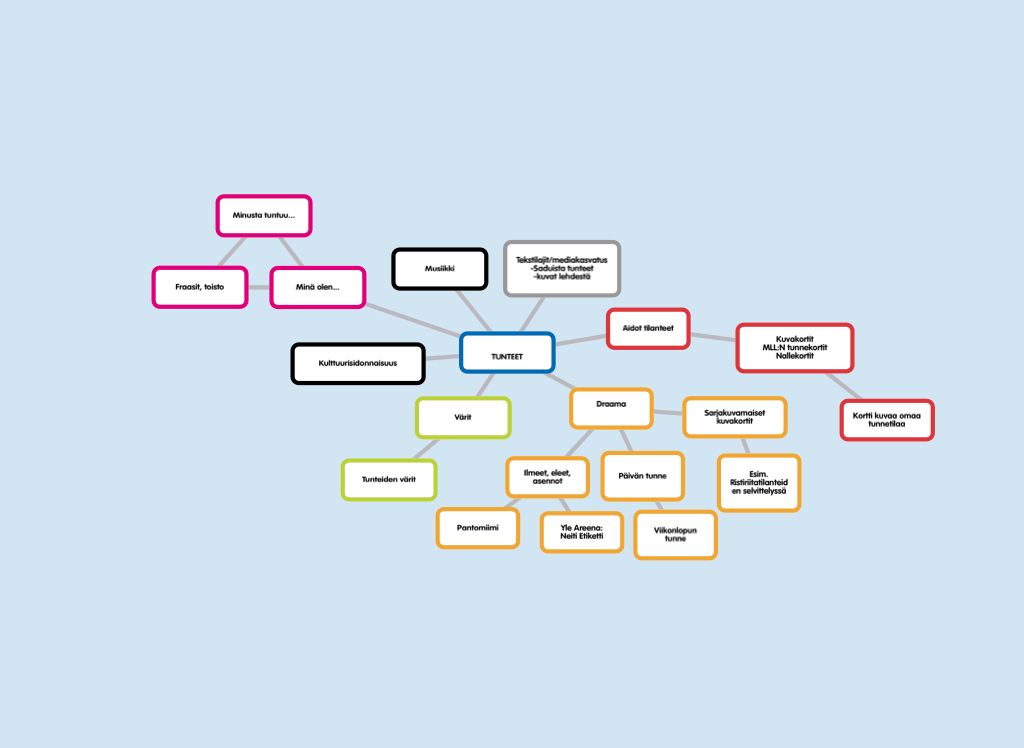 Minusta tuntuu...
Fraasit, toisto
Minä olen...
Musiikki
Tekstilajit/mediakasvatus
-Saduista tunteet
-kuvat lehdestä
Aidot tilanteet
Kuvakortit
MLL:N tunnekortit
Nallekortit
Kortti kuvaa omaa
tunnetilaa
Kulttuurisidonnaisuus
TUNTEET
Värit
Tunteiden värit
Draama
Sarjakuvamaiset
kuvakortit
Ilmeet, eleet,
asennot
Päivän tunne
Esim.
Ristiriitatilanteid
en selvittelyssä
Pantomiimi
Yle Areena:
Neiti Etiketti
Viikonlopun
tunne